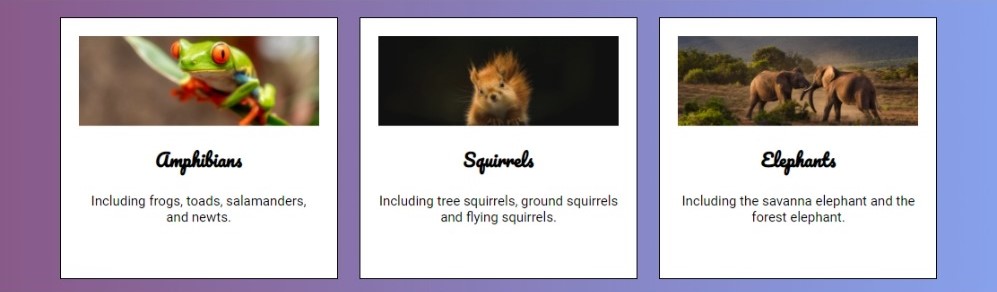 Amphibians
Including frogs, toads, salamanders,
and newts.
Squirrels
Including tree squirrels, ground squirrels
and flying squirrels.
Elephants
Including the savanna elephant and the
forest elephant.